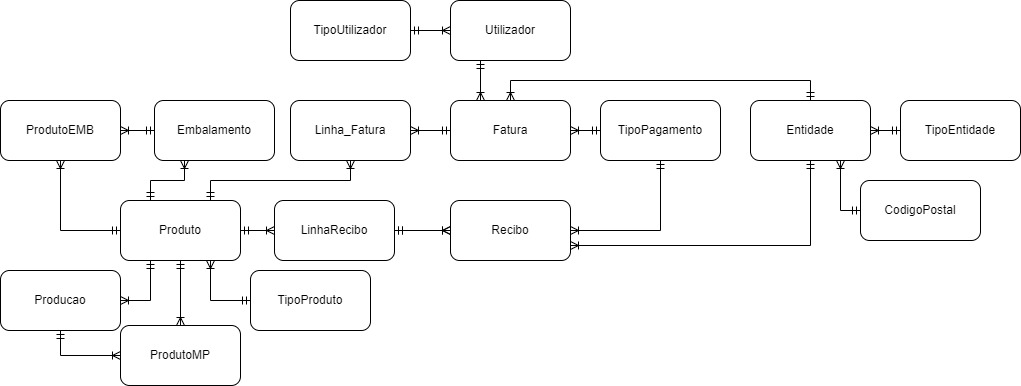 TipoUtilizador
Utilizador
ProdutoEMB
Embalamento
Linha_Fatura
Fatura
TipoPagamento
Entidade
TipoEntidade
CodigoPostal
Produto
LinhaRecibo
Recibo
Producao
TipoProduto
ProdutoMP